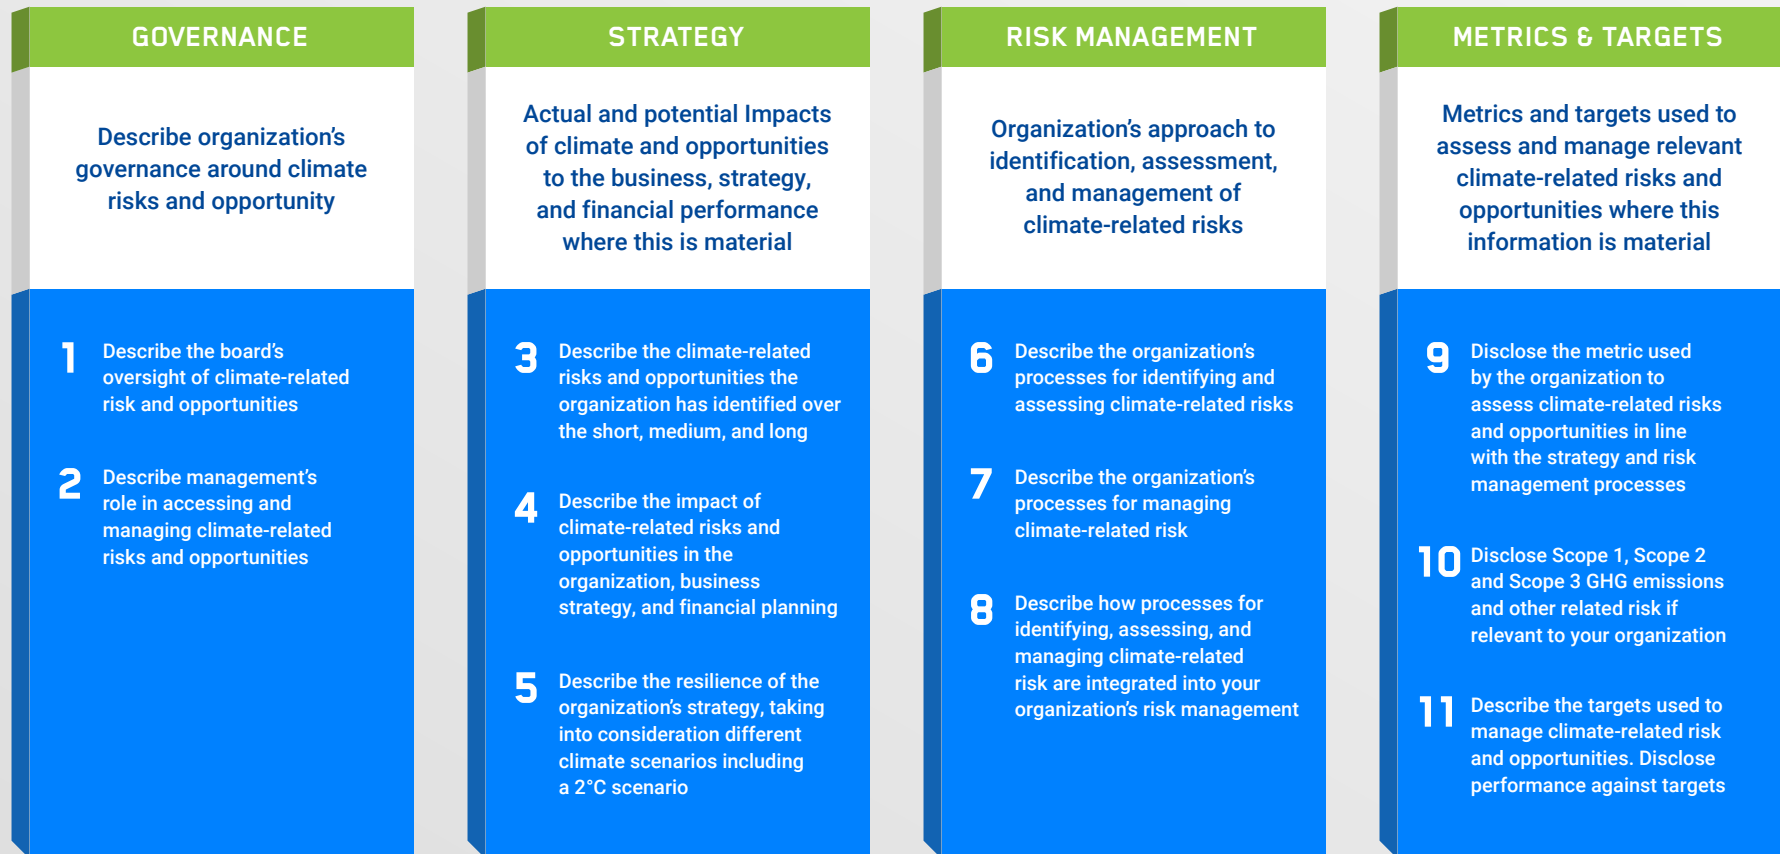 GOVERNANCE
Describe organization's
governance around climate
risks and opportunity
1 Describe the board's
oversight of climate-related
risk and opportunities
2 Describe management's
role in accessing and
managing climate-related
risks and opportunities
STRATEGY
Actual and potential Impacts
of climate and opportunities
to the business, strategy,
and financial performance
where this is material
3 Describe the climate-related
risks and opportunities the
organization has identified over
the short, medium, and long
4 Describe the impact of
climate-related risks and
opportunities in the
organization, business
strategy, and financial planning
5 Describe the resilience of the
organization's strategy, taking
into consideration different
climate scenarios including
a 2°C scenario
RISK MANAGEMENT
Organization's approach to
identification, assessment,
and management of
climate-related risks
6 Describe the organization's
processes for identifying and
assessing climate-related risks
7 Describe the organization's
processes for managing
climate-related risk
8 Describe how processes for
identifying, assessing, and
managing climate-related
risk are integrated into your
organization's risk management
METRICS & TARGETS
Metrics and targets used to
assess and manage relevant
climate-related risks and
opportunities where this
information is material
9 Disclose the metric used
by the organization to
assess climate-related risks
and opportunities in line
with the strategy and risk
management processes
10 Disclose Scope 1, Scope 2
and Scope 3 GHG emissions
and other related risk if
relevant to your organization
11 Describe the targets used to
manage climate-related risk
and opportunities. Disclose
performance against targets